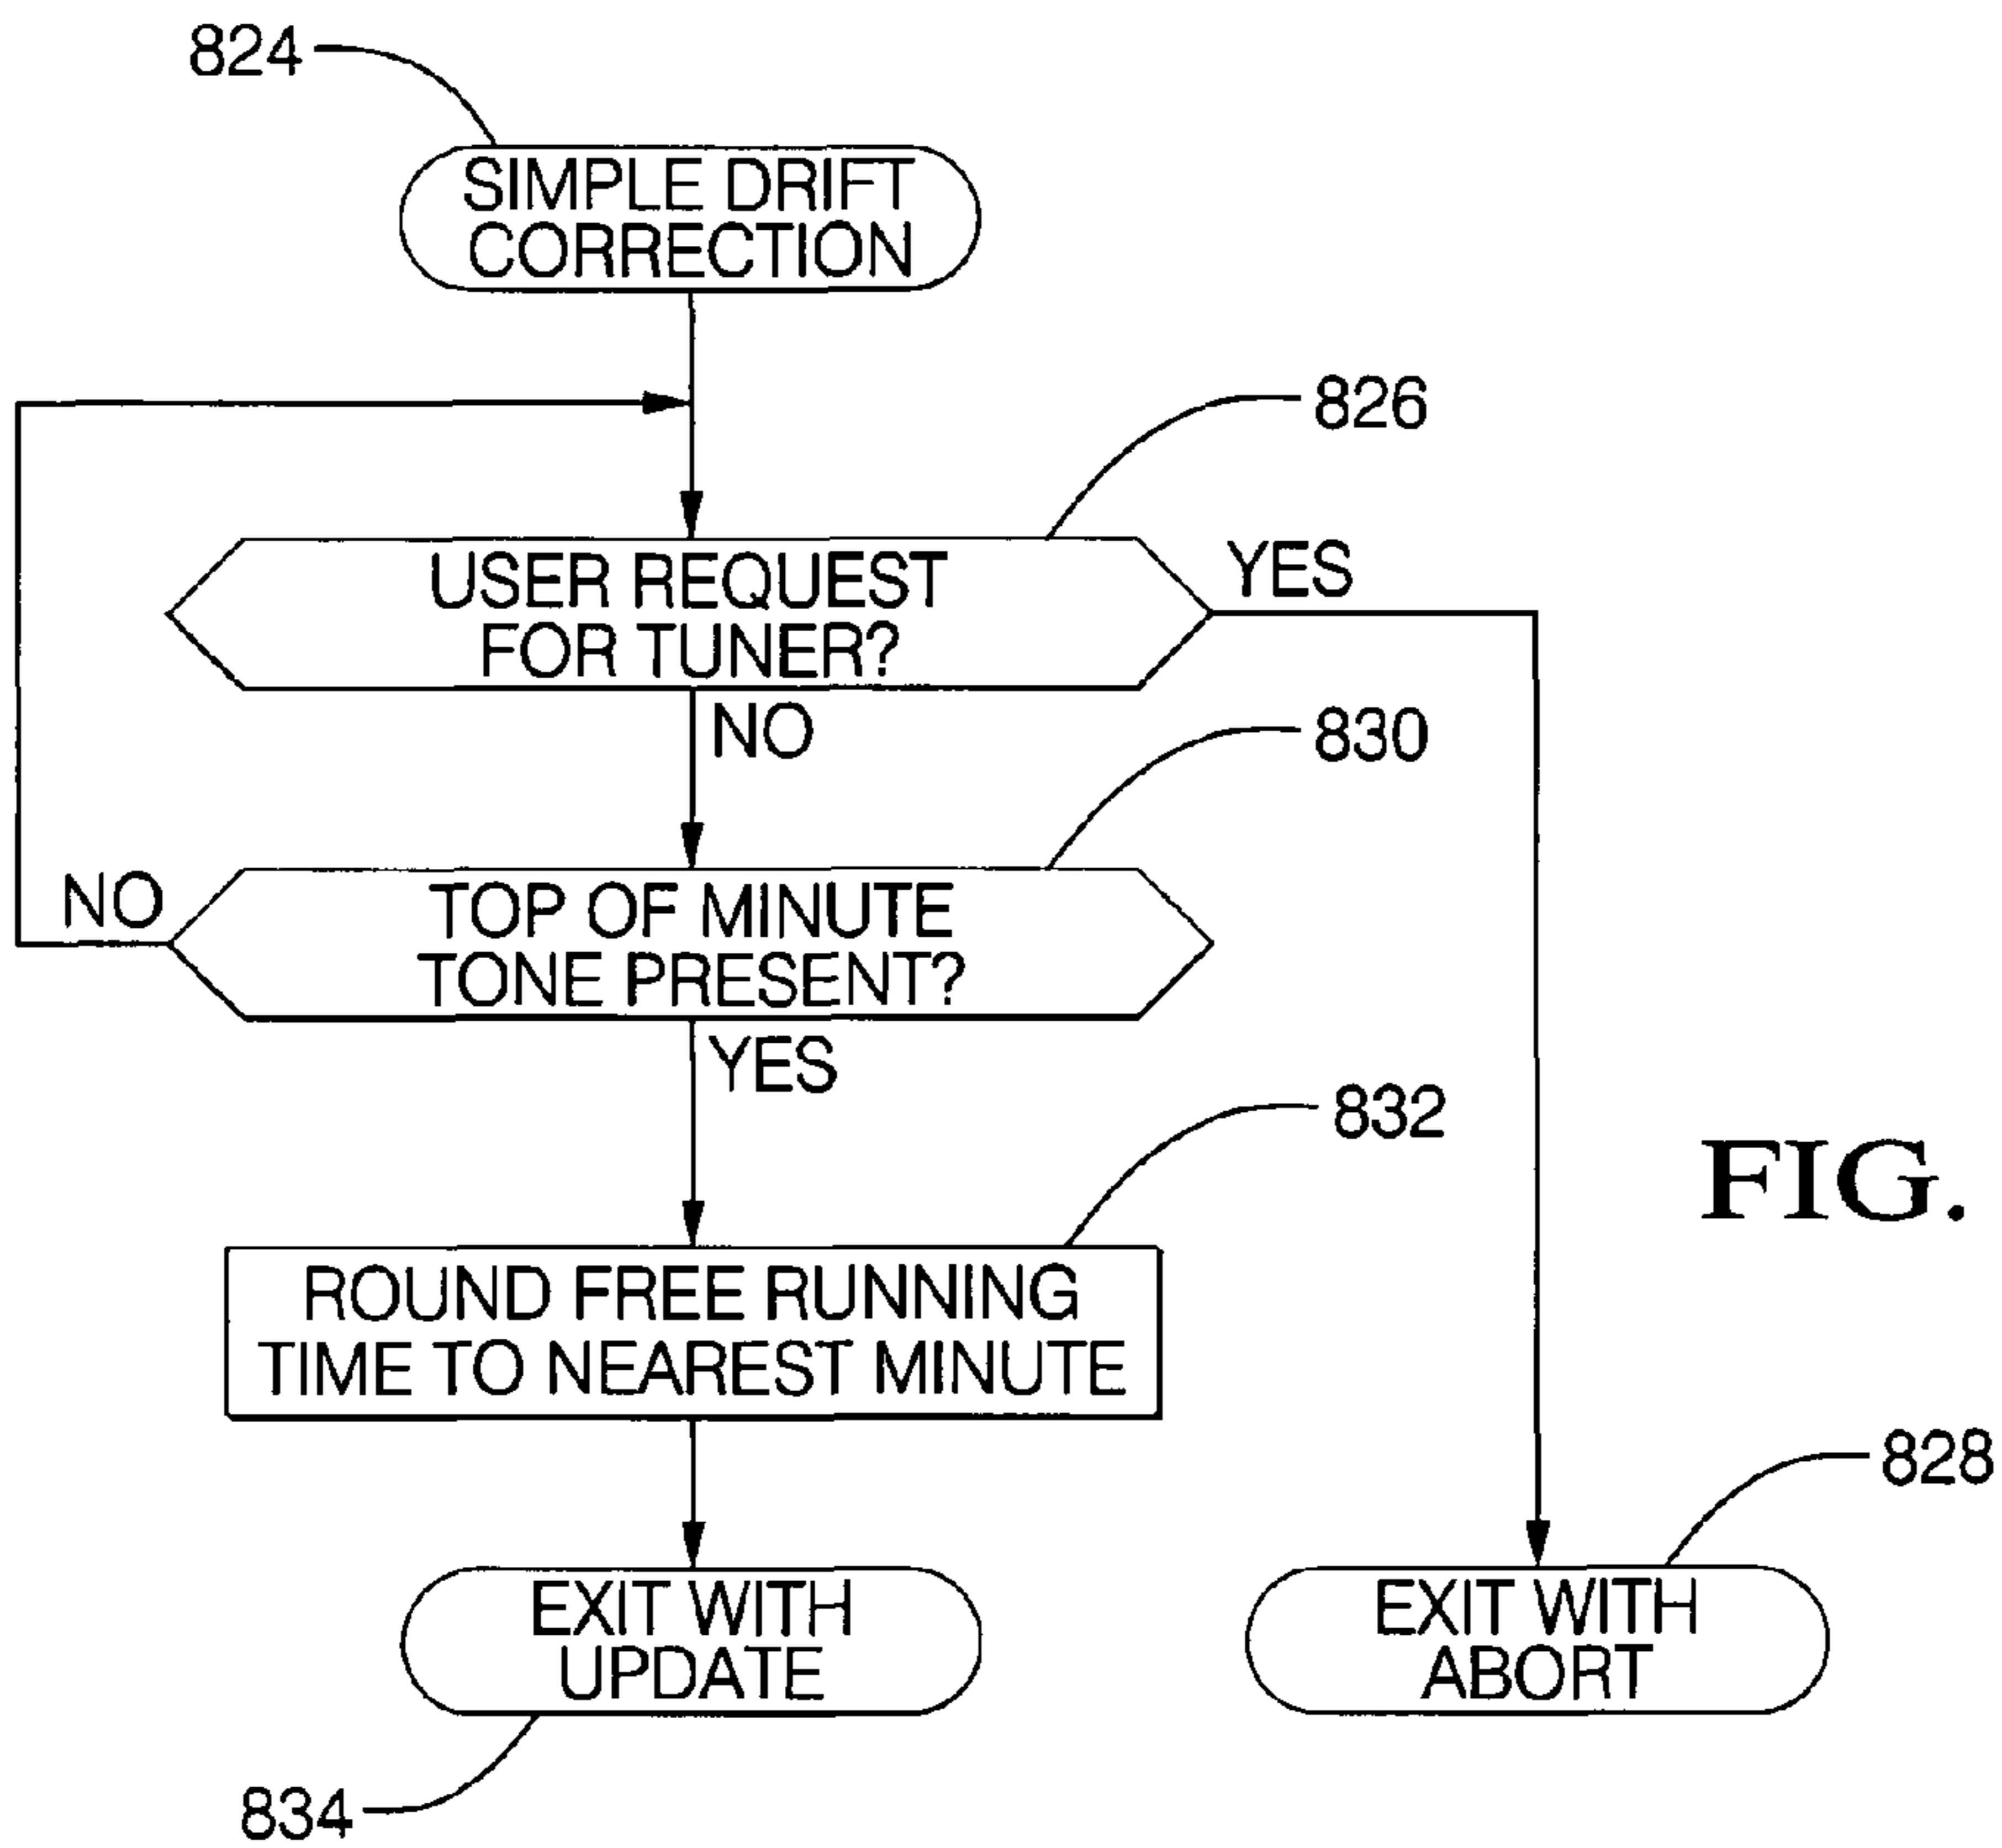 824
SIMPLE DRIFT
CORRECTION
826
USER REQUEST
FOR TUNER?
YES
NO
830
NO
TOP OF MINUTE
TONE PRESENT?
YES
832
FIG.
ROUND FREE RUNNING
TIME TO NEAREST MINUTE
828
EXIT WITH
UPDATE
EXIT WITH
ABORT
834